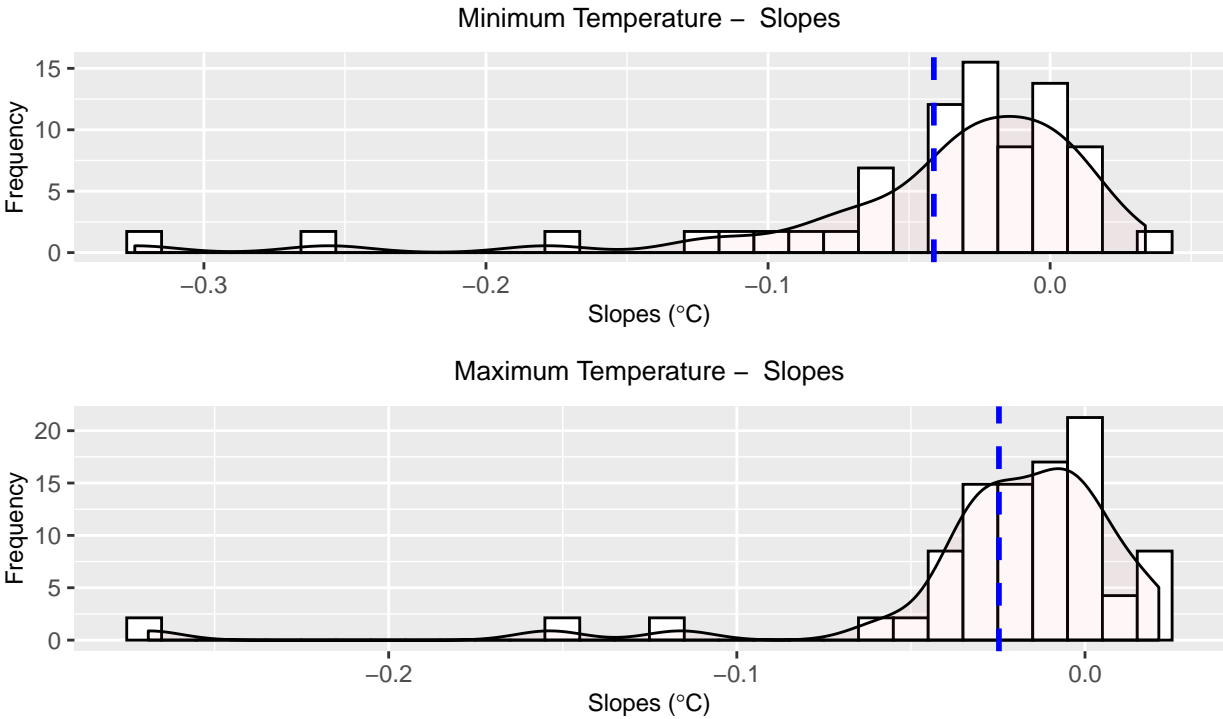 Minimum Temperature –  Slopes
15
10
5
0
Frequency
−0.3
−0.2
−0.1
0.0
Slopes (°C)
Maximum Temperature –  Slopes
20
15
10
5
0
Frequency
−0.2
−0.1
0.0
Slopes (°C)